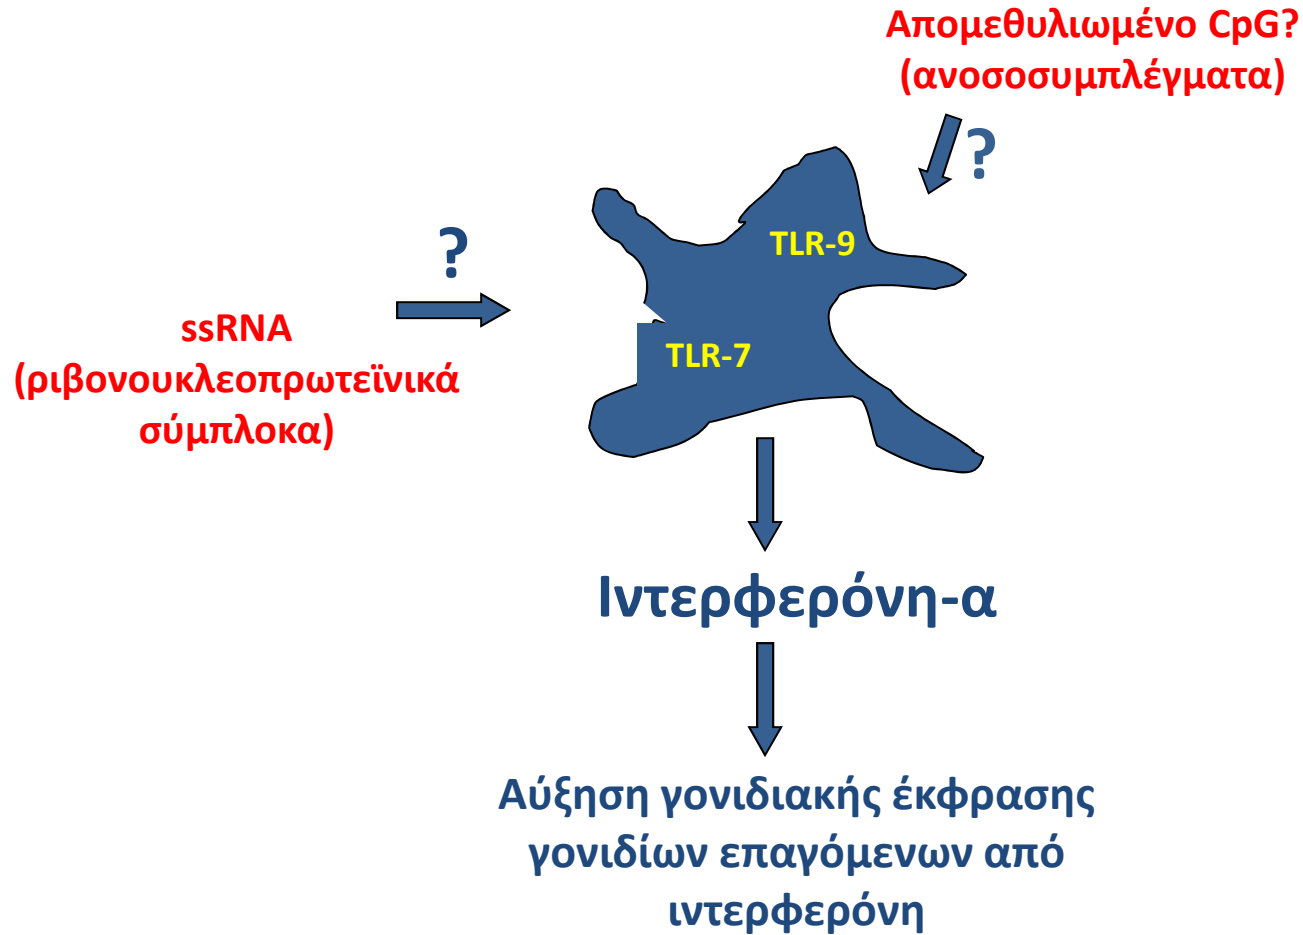 Απομεθυλιωμένο CpG?
(ανοσοσυμπλέγματα)
?
TLR-9
?
ssRNA
(ριβονουκλεοπρωτεϊνικά
σύμπλοκα)
TLR-7
Ιντερφερόνη-α
Αύξηση γονιδιακής έκφρασης
γονιδίων επαγόμενων από
ιντερφερόνη